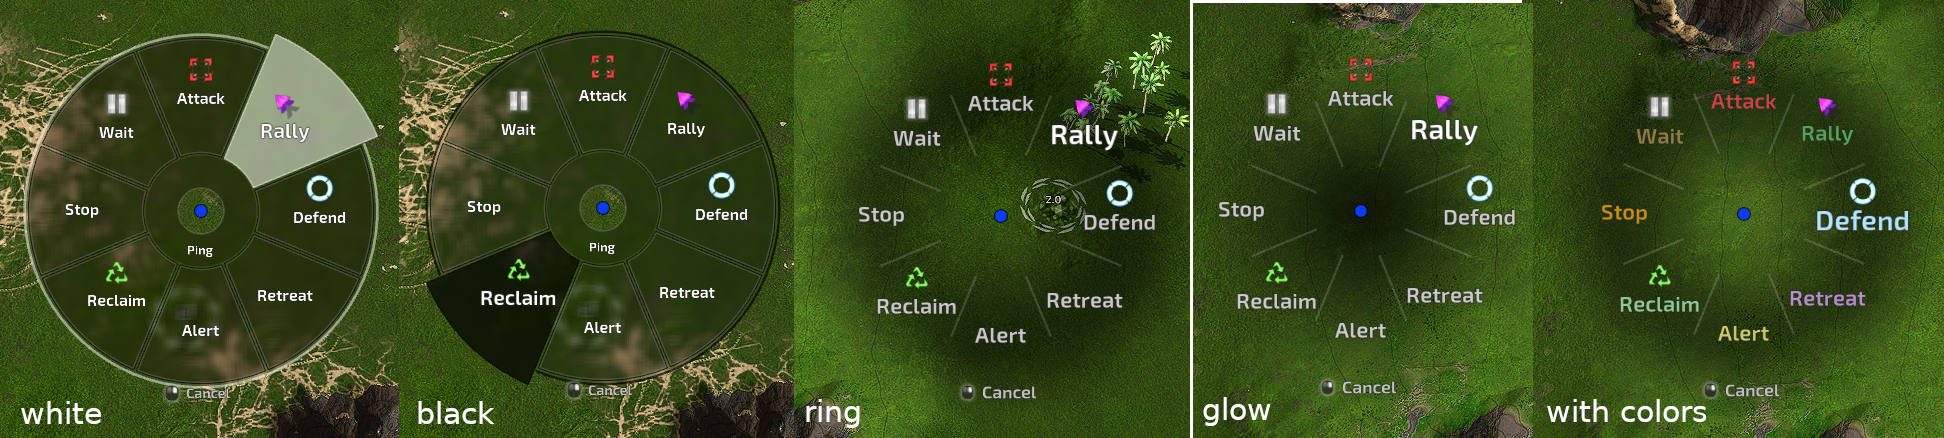 Attack
Wait
Rally
Stop
Defend
Ping
Reclaim
Retreat
Alert
Cancel
white
Attack
Wait
Rally
Stop
Defend
Ping
Reclaim
Retreat
Alert
Cancel
black
Attack
Wait
Rally
2.0
Stop
Defend
Reclaim
Retreat
Alert
Cancel
ring
Attack
Wait
Rally
Stop
Defend
Reclaim
Retreat
Alert
Cancel
glow
Attack
Wait
Rally
Stop
Defend
Reclaim
Retreat
Alert
Cancel
with colors